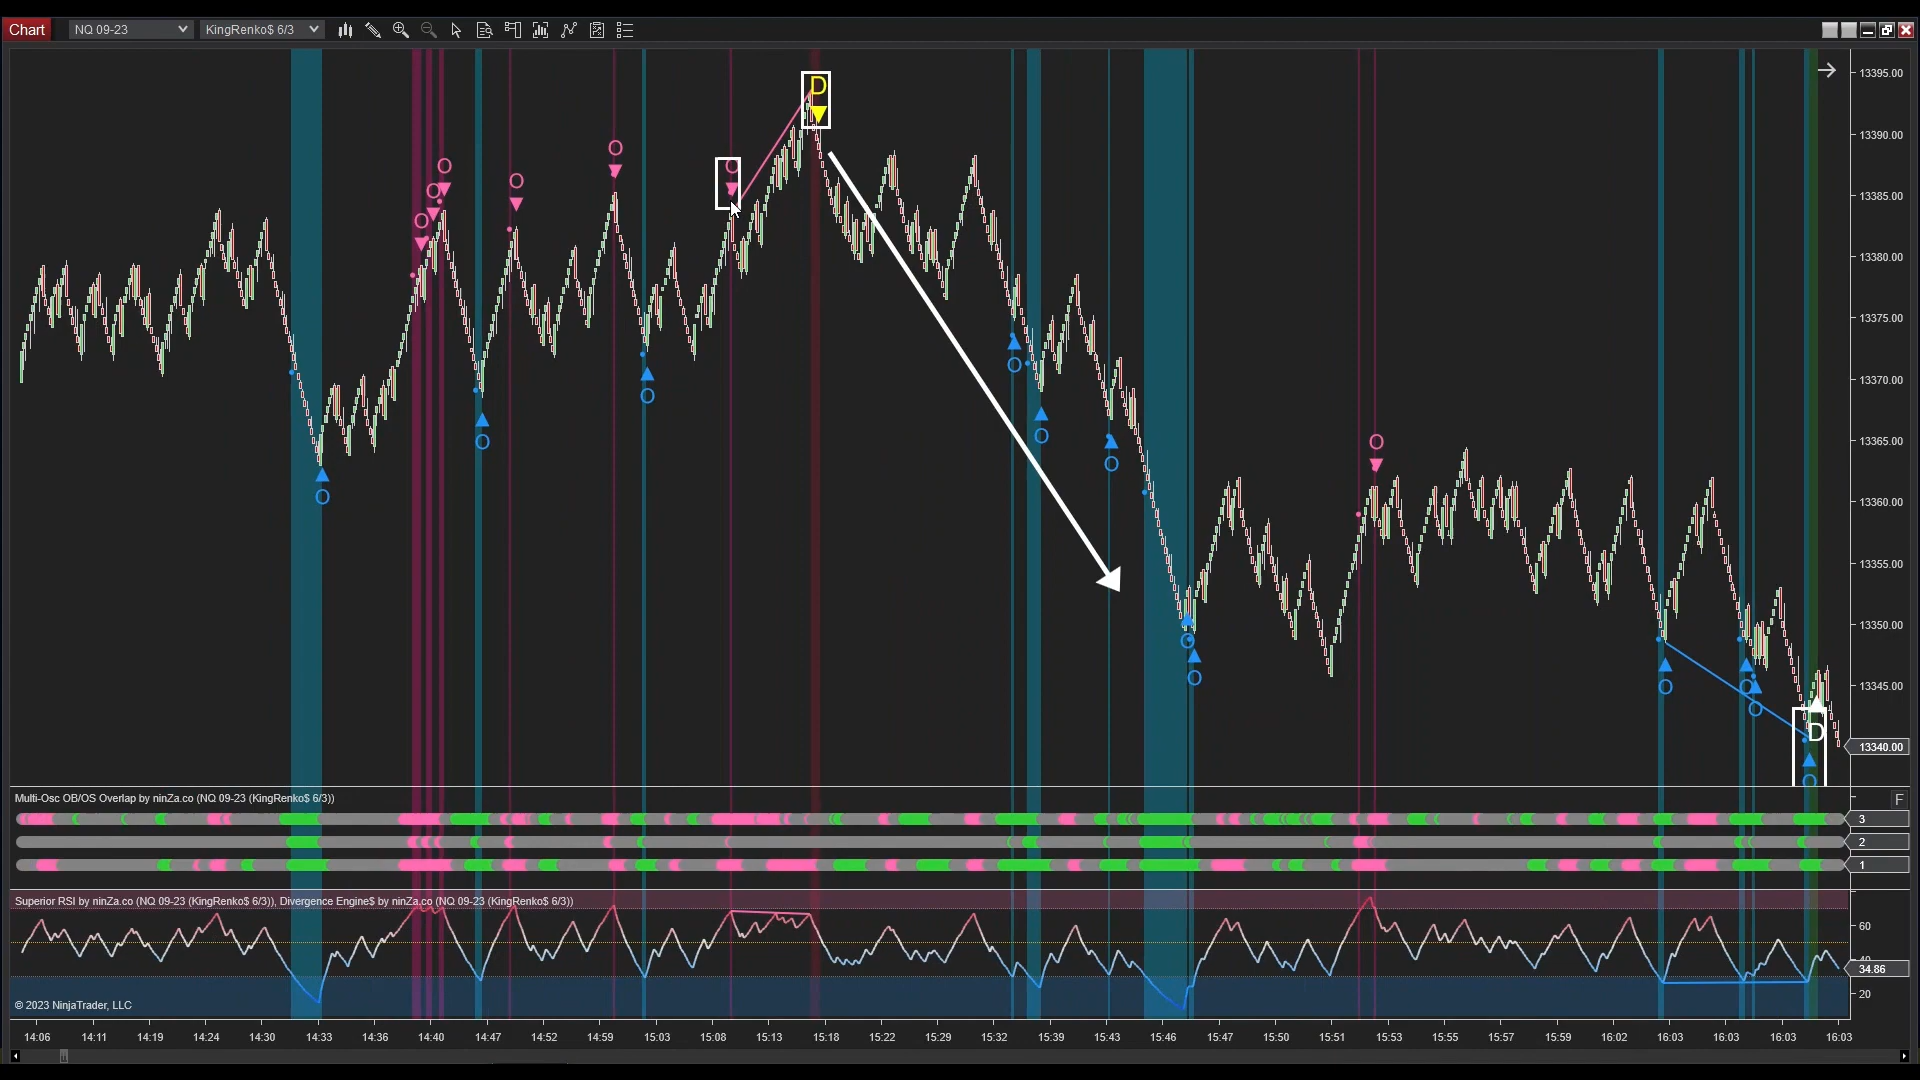 Chart NQ 09-23 KingRenko$ 6/3
13395.00
D
13390.00
O
O
O
13385.00
O
O
O
13380.00
13375.00
O
13370.00
O
O
13365.00
O
O
O
O
13360.00
13355.00
13350.00
O
O
13345.00
O
O
O
D
13340.00
O
Multi-Osc OB/OS Overlap by ninZa.co (NQ 09-23 (KingRenko$ 6/3))
F
3
2
1
Superior RSI by ninZa.co (NQ 09-23 (KingRenko$ 6/3)), Divergence Engine$ by ninZa.co (NQ 09-23 (KingRenko$ 6/3))
60
40
34.86
20
© 2023 NinjaTrader, LLC
14:06 14:11 14:19 14:24 14:30 14:33 14:36 14:40 14:47 14:52 14:59 15:03 15:08 15:13 15:18 15:22 15:29 15:32 15:39 15:43 15:46 15:47 15:50 15:51 15:53 15:55 15:57 15:59 16:02 16:03 16:03 16:03 16:03